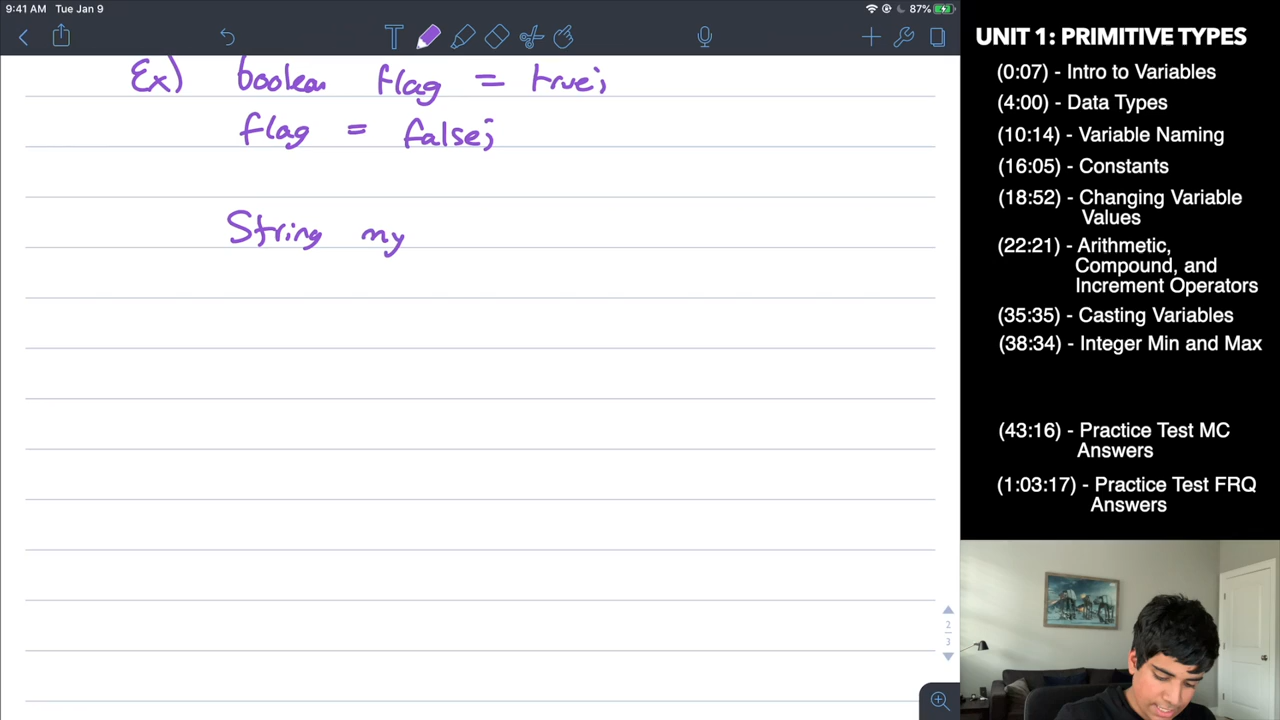 9:41 AM Tue Jan 9
87%
T
Ex) boolean flag = true;
flag = false;
String my
2
3
UNIT 1: PRIMITIVE TYPES
(0:07) - Intro to Variables
(4:00) - Data Types
(10:14) - Variable Naming
(16:05) - Constants
(18:52) - Changing Variable
Values
(22:21) - Arithmetic,
Compound, and
Increment Operators
(35:35) - Casting Variables
(38:34) - Integer Min and Max
(43:16) - Practice Test MC
Answers
(1:03:17) - Practice Test FRQ
Answers